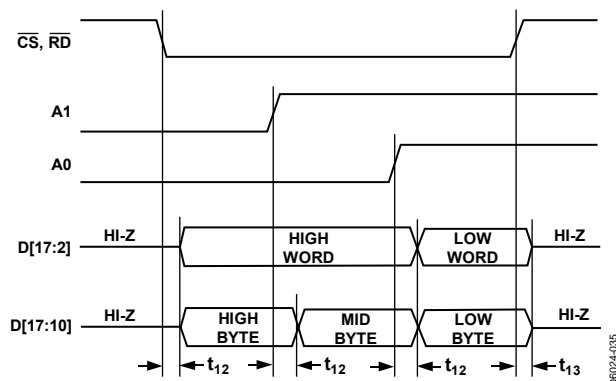 CS, RD
A1
A0
D[17:2] HI-Z HIGH WORD LOW WORD HI-Z
D[17:10] HI-Z HIGH BYTE MID BYTE LOW BYTE HI-Z
t12 t12 t12 t13
06024-035